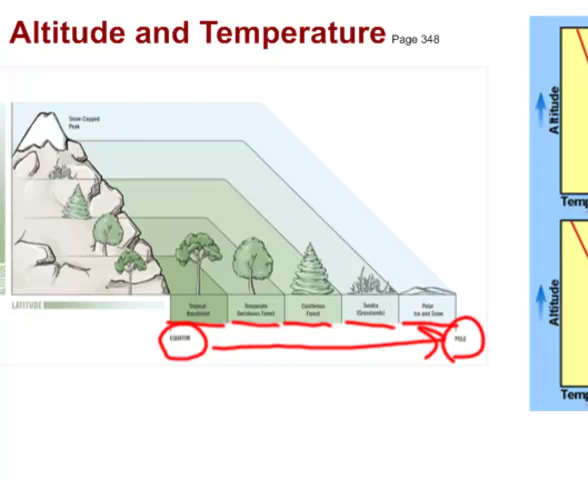 Altitude and Temperature Page 348
Snow-Capped
Peak
ALTITUDE
LATITUDE
Tropical
Rainforest
Temperate
Deciduous Forest
Coniferous
Forest
Tundra
(Grasslands)
Polar
Ice and Snow
EQUATOR
POLE
Altitude
Temp
Altitude
Temp